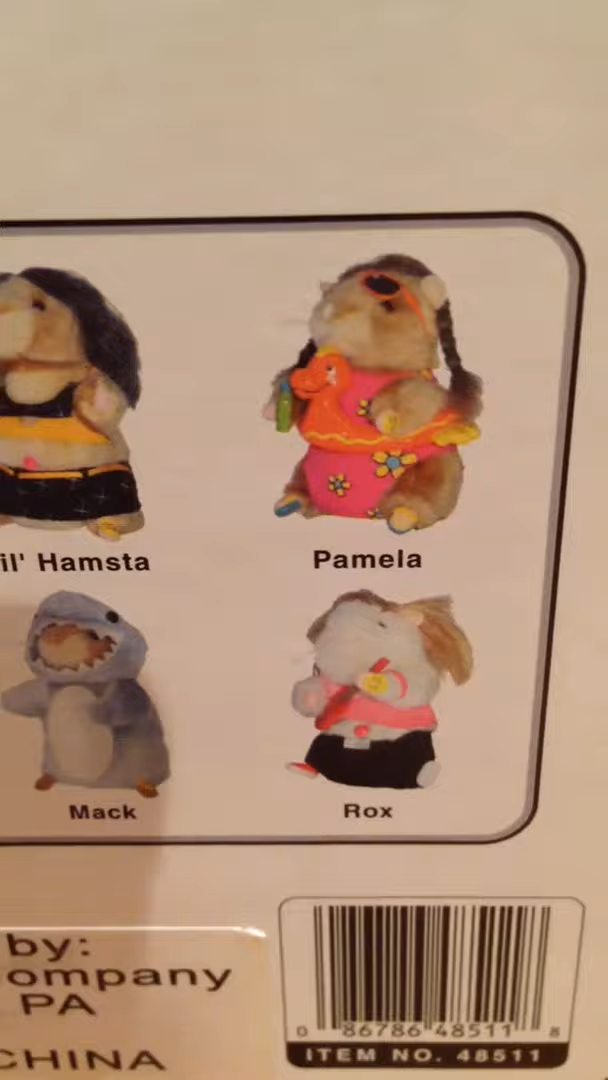 il' Hamsta
Pamela
Mack
Rox
by:
ompany
PA
CHINA
0 86786 48511 8
ITEM NO. 48511